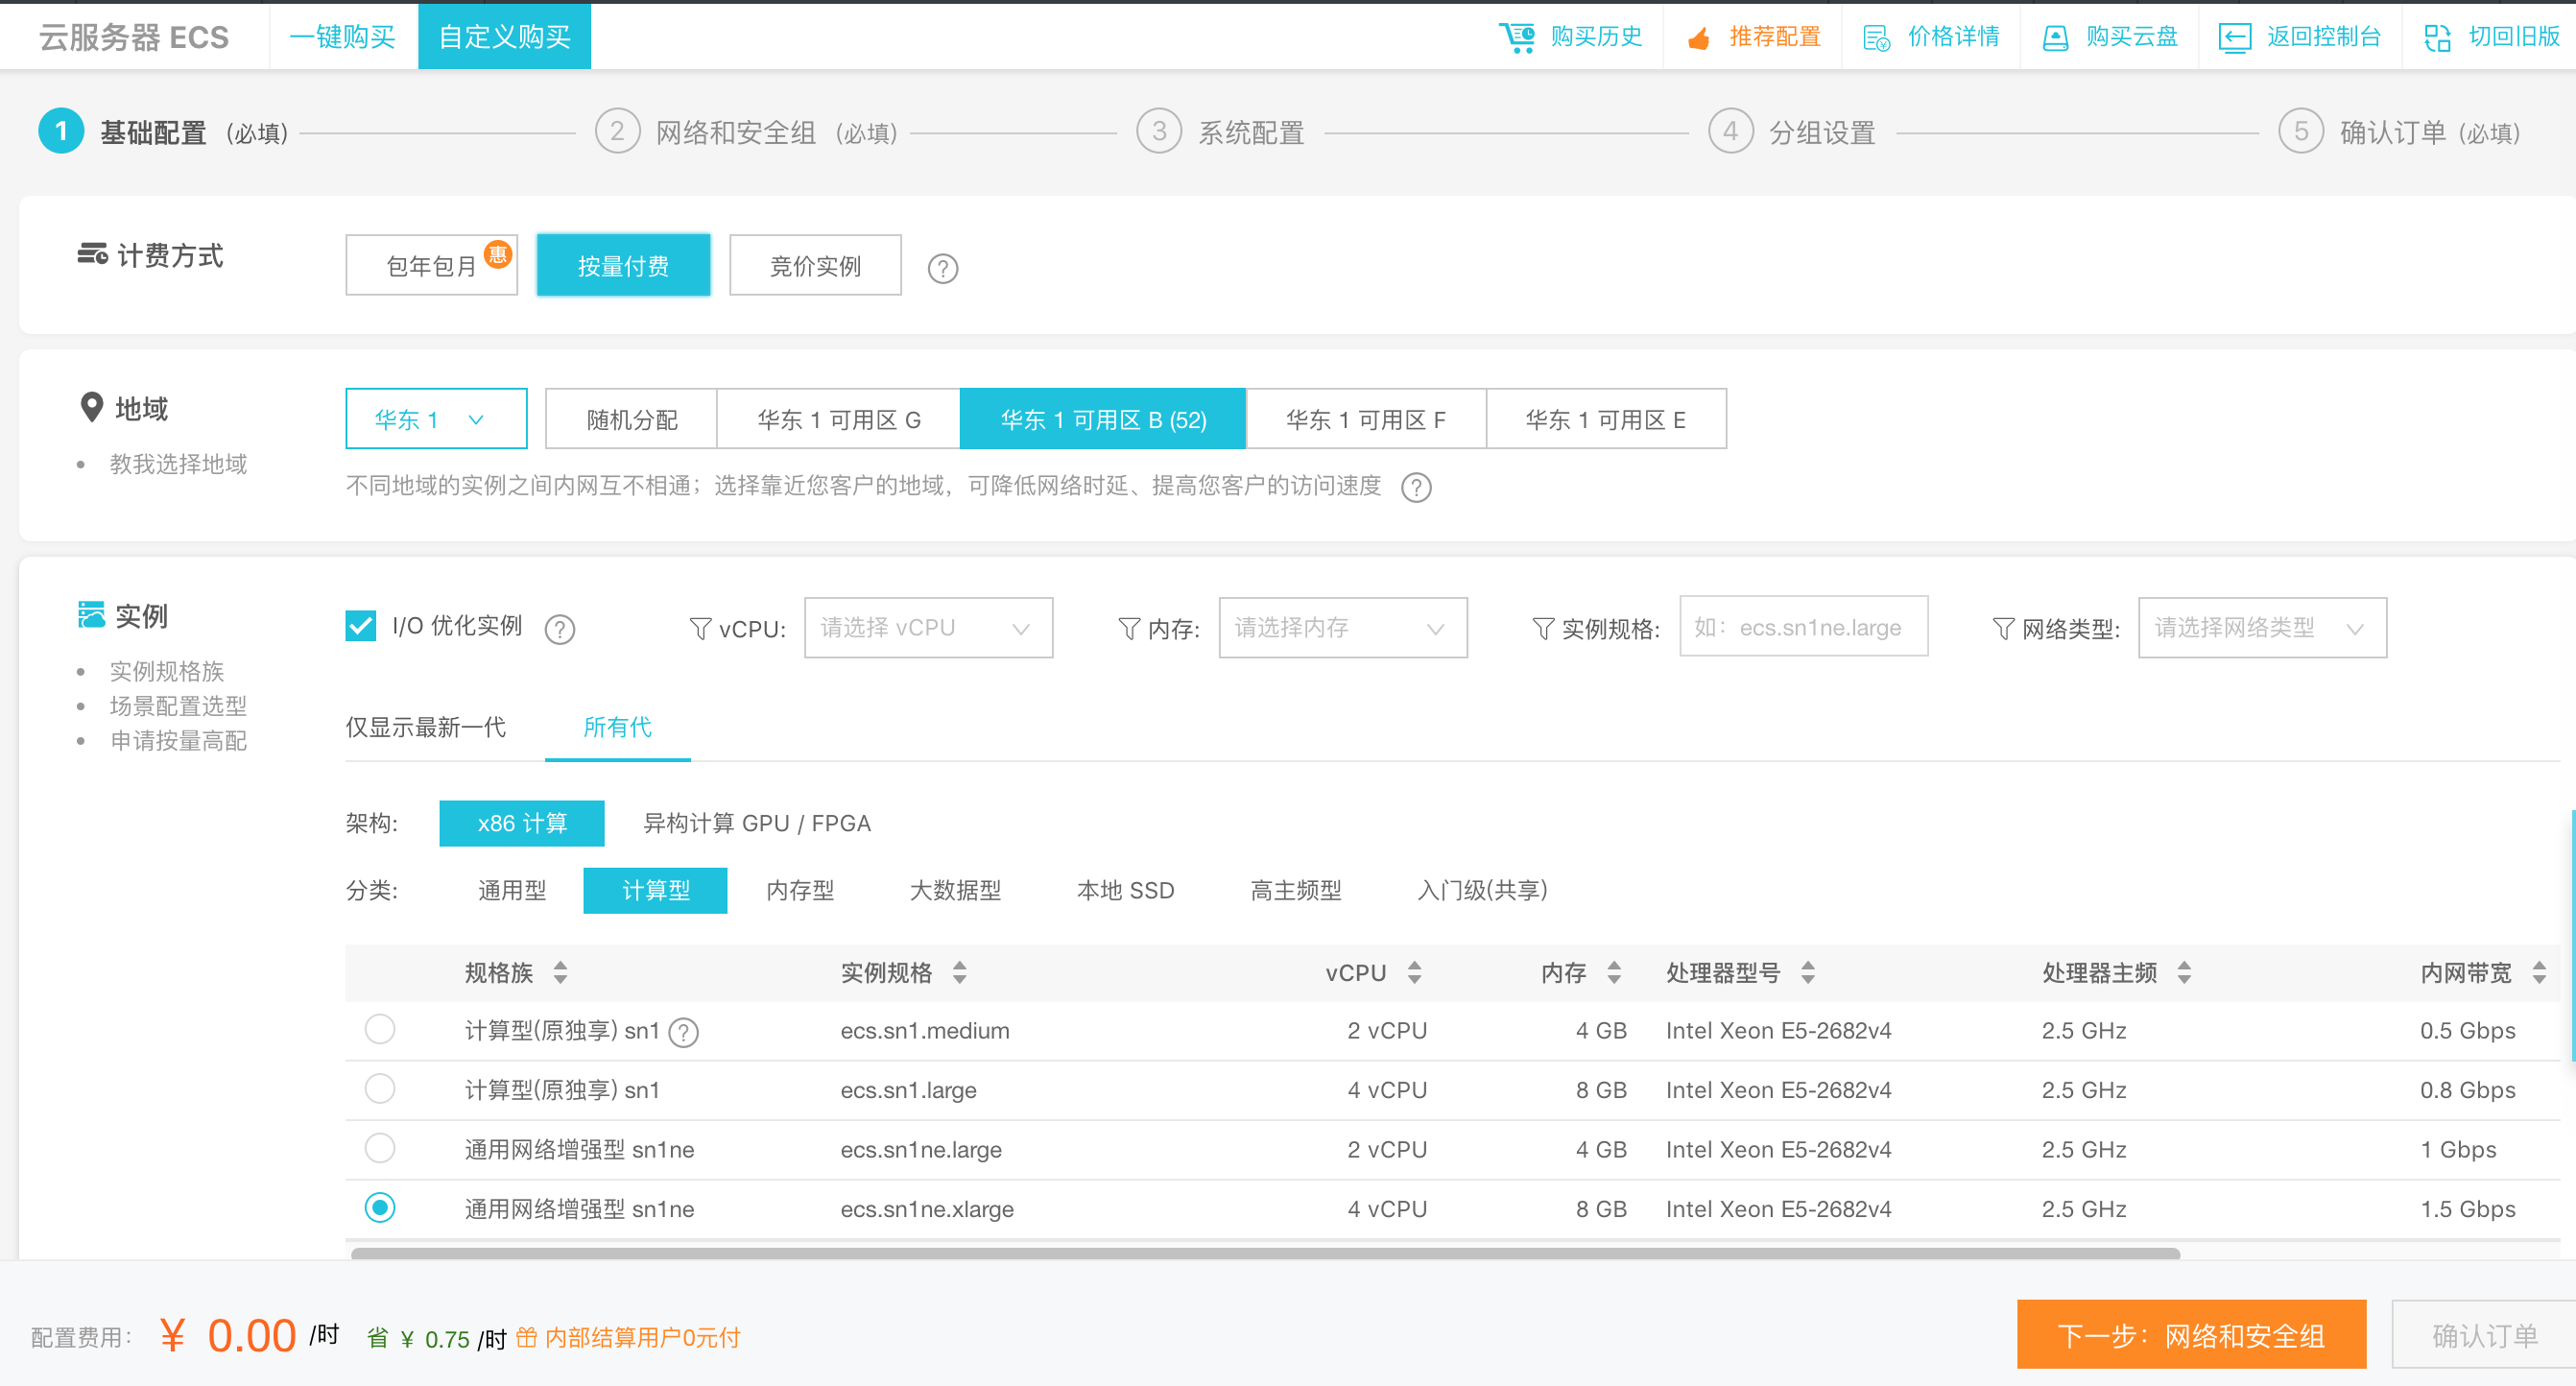 云服务器 ECS 一键购买 自定义购买 购买历史 推荐配置 价格详情 购买云盘 返回控制台 切回旧版
1 基础配置 (必填) 2 网络和安全组 (必填) 3 系统配置 4 分组设置 5 确认订单 (必填)
计费方式 包年包月 惠 按量付费 竞价实例 ?
地域 华东 1 随机分配 华东 1 可用区 G 华东 1 可用区 B (52) 华东 1 可用区 F 华东 1 可用区 E
教我选择地域
不同地域的实例之间内网互不相通；选择靠近您客户的地域，可降低网络时延、提高您客户的访问速度 ?
实例 I/O 优化实例 ? vCPU: 请选择 vCPU 内存: 请选择内存 实例规格: 如：ecs.sn1ne.large 网络类型: 请选择网络类型
实例规格族
场景配置选型
申请按量高配
仅显示最新一代 所有代
架构: x86 计算 异构计算 GPU / FPGA
分类: 通用型 计算型 内存型 大数据型 本地 SSD 高主频型 入门级(共享)
规格族 实例规格 vCPU 内存 处理器型号 处理器主频 内网带宽
计算型(原独享) sn1 ? ecs.sn1.medium 2 vCPU 4 GB Intel Xeon E5-2682v4 2.5 GHz 0.5 Gbps
计算型(原独享) sn1 ecs.sn1.large 4 vCPU 8 GB Intel Xeon E5-2682v4 2.5 GHz 0.8 Gbps
通用网络增强型 sn1ne ecs.sn1ne.large 2 vCPU 4 GB Intel Xeon E5-2682v4 2.5 GHz 1 Gbps
通用网络增强型 sn1ne ecs.sn1ne.xlarge 4 vCPU 8 GB Intel Xeon E5-2682v4 2.5 GHz 1.5 Gbps
配置费用： ¥ 0.00 /时 省 ¥ 0.75 /时 内部结算用户0元付 下一步：网络和安全组 确认订单